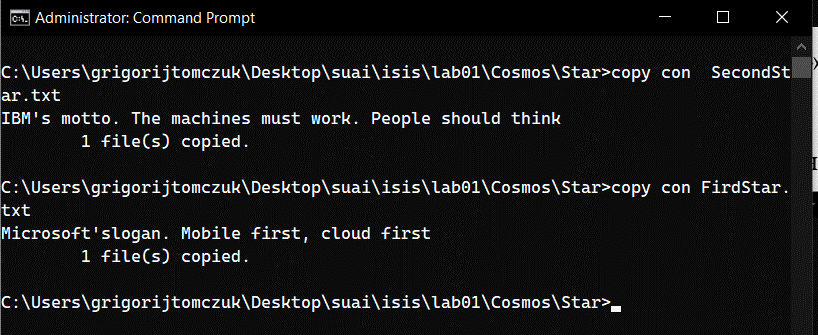 Administrator: Command Prompt
C:\Users\grigorijtomczuk\Desktop\suai\isis\lab01\Cosmos\Star>copy con  SecondSt
ar.txt
IBM's motto. The machines must work. People should think
        1 file(s) copied.
C:\Users\grigorijtomczuk\Desktop\suai\isis\lab01\Cosmos\Star>copy con FirdStar.
txt
Microsoft'slogan. Mobile first, cloud first
        1 file(s) copied.
C:\Users\grigorijtomczuk\Desktop\suai\isis\lab01\Cosmos\Star>